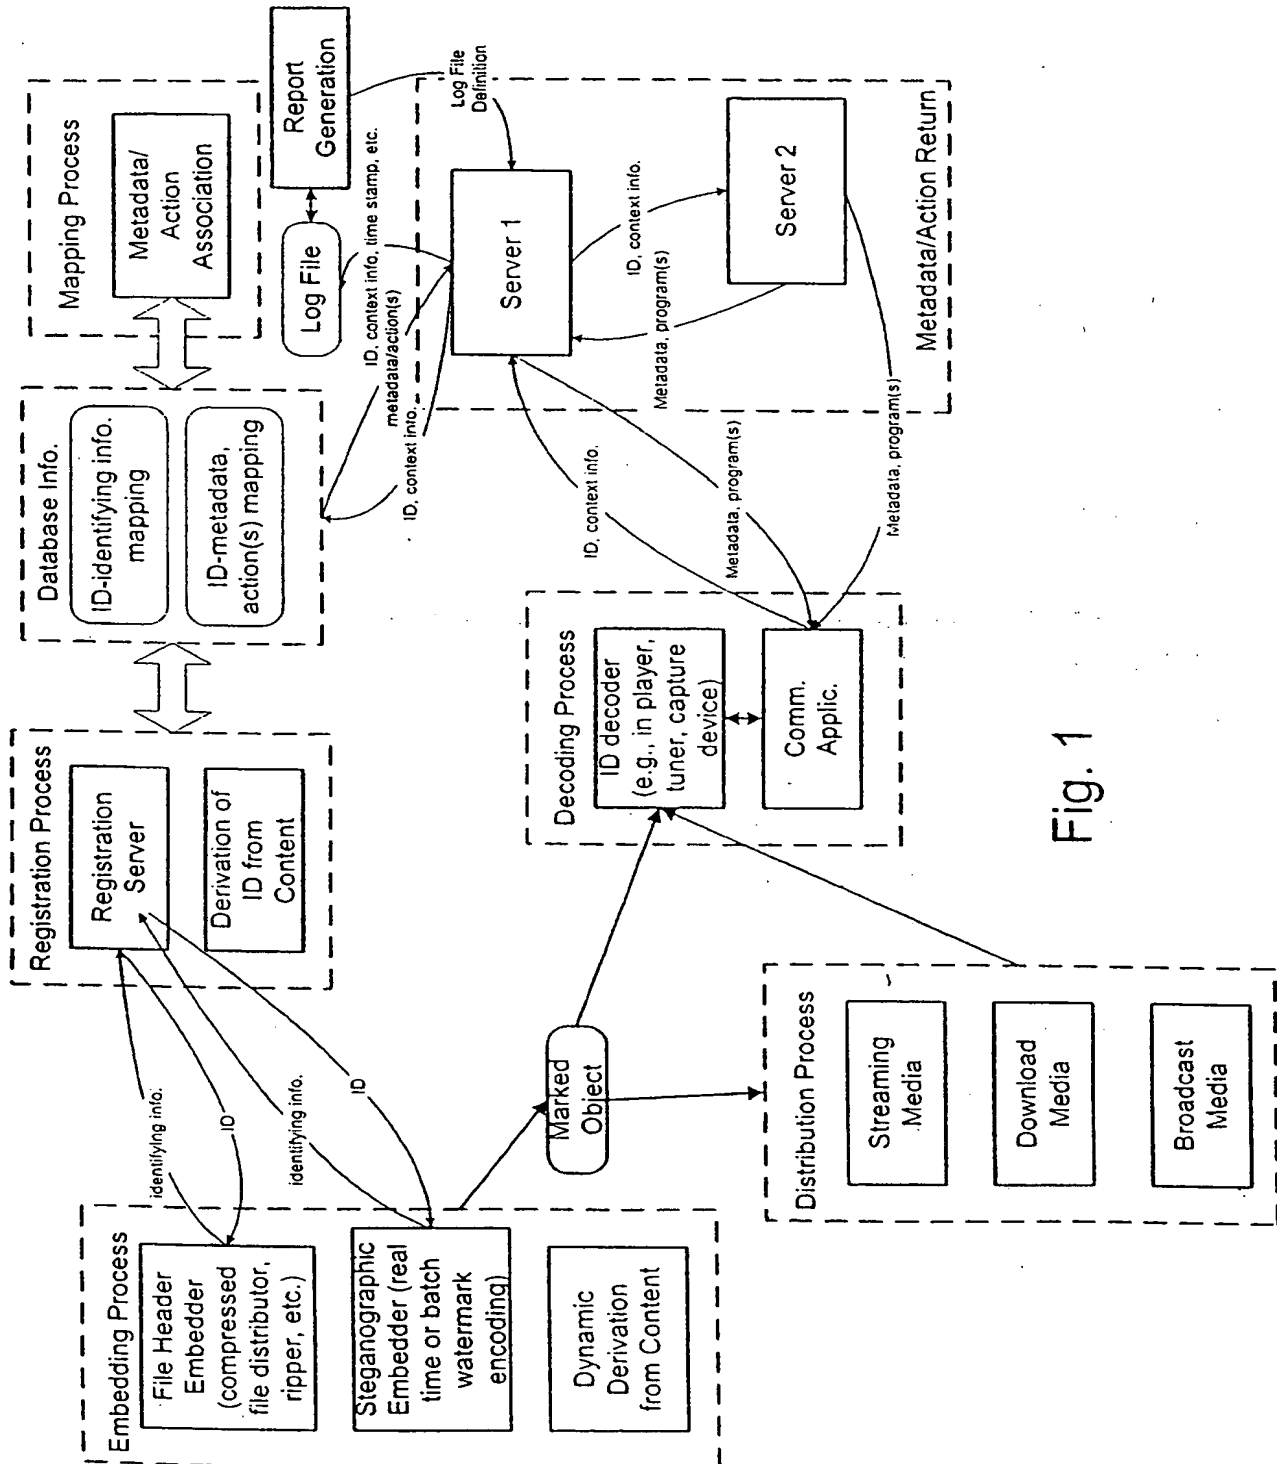 Embedding Process
File Header
Embedder
(compressed
file distributor,
ripper, etc.)
Steganographic
Embedder (real
time or batch
watermark
encoding)
Dynamic
Derivation
from Content
identifying info.
ID
identifying info.
ID
Registration Process
Registration
Server
Derivation of
ID from
Content
Database Info.
ID-identifying info.
mapping
ID-metadata,
action(s) mapping
Mapping Process
Metadata/
Action
Association
Marked
Object
Distribution Process
Streaming
Media
Download
Media
Broadcast
Media
Decoding Process
ID decoder
(e.g., in player,
tuner, capture
device)
Comm.
Applic.
Log File
Report
Generation
Log File
Definition
ID, context info, time stamp, etc.
metadata/action(s)
ID, context info.
ID, context info.
Metadata, program(s)
Server 1
ID, context info.
Metadata, program(s)
Server 2
Metadata, program(s)
Metadata/Action Return
Fig. 1